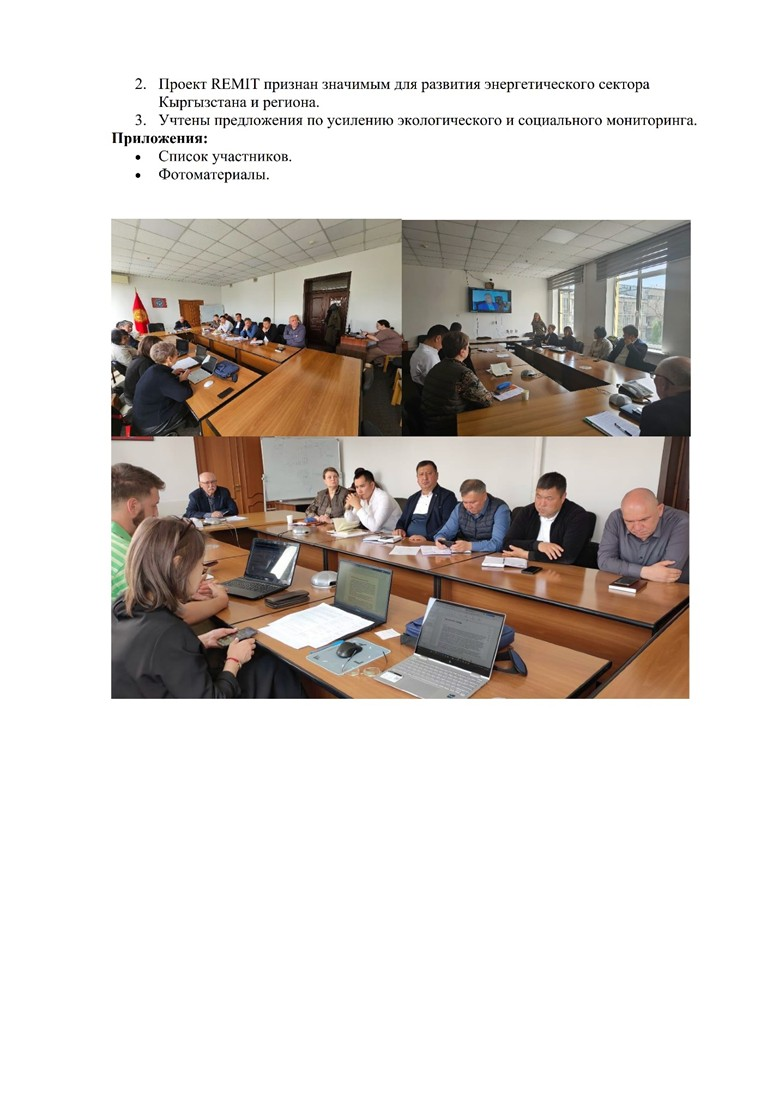 2. Проект REMIT признан значимым для развития энергетического сектора
Кыргызстана и региона.
3. Учтены предложения по усилению экологического и социального мониторинга.
Приложения:
• Список участников.
• Фотоматериалы.